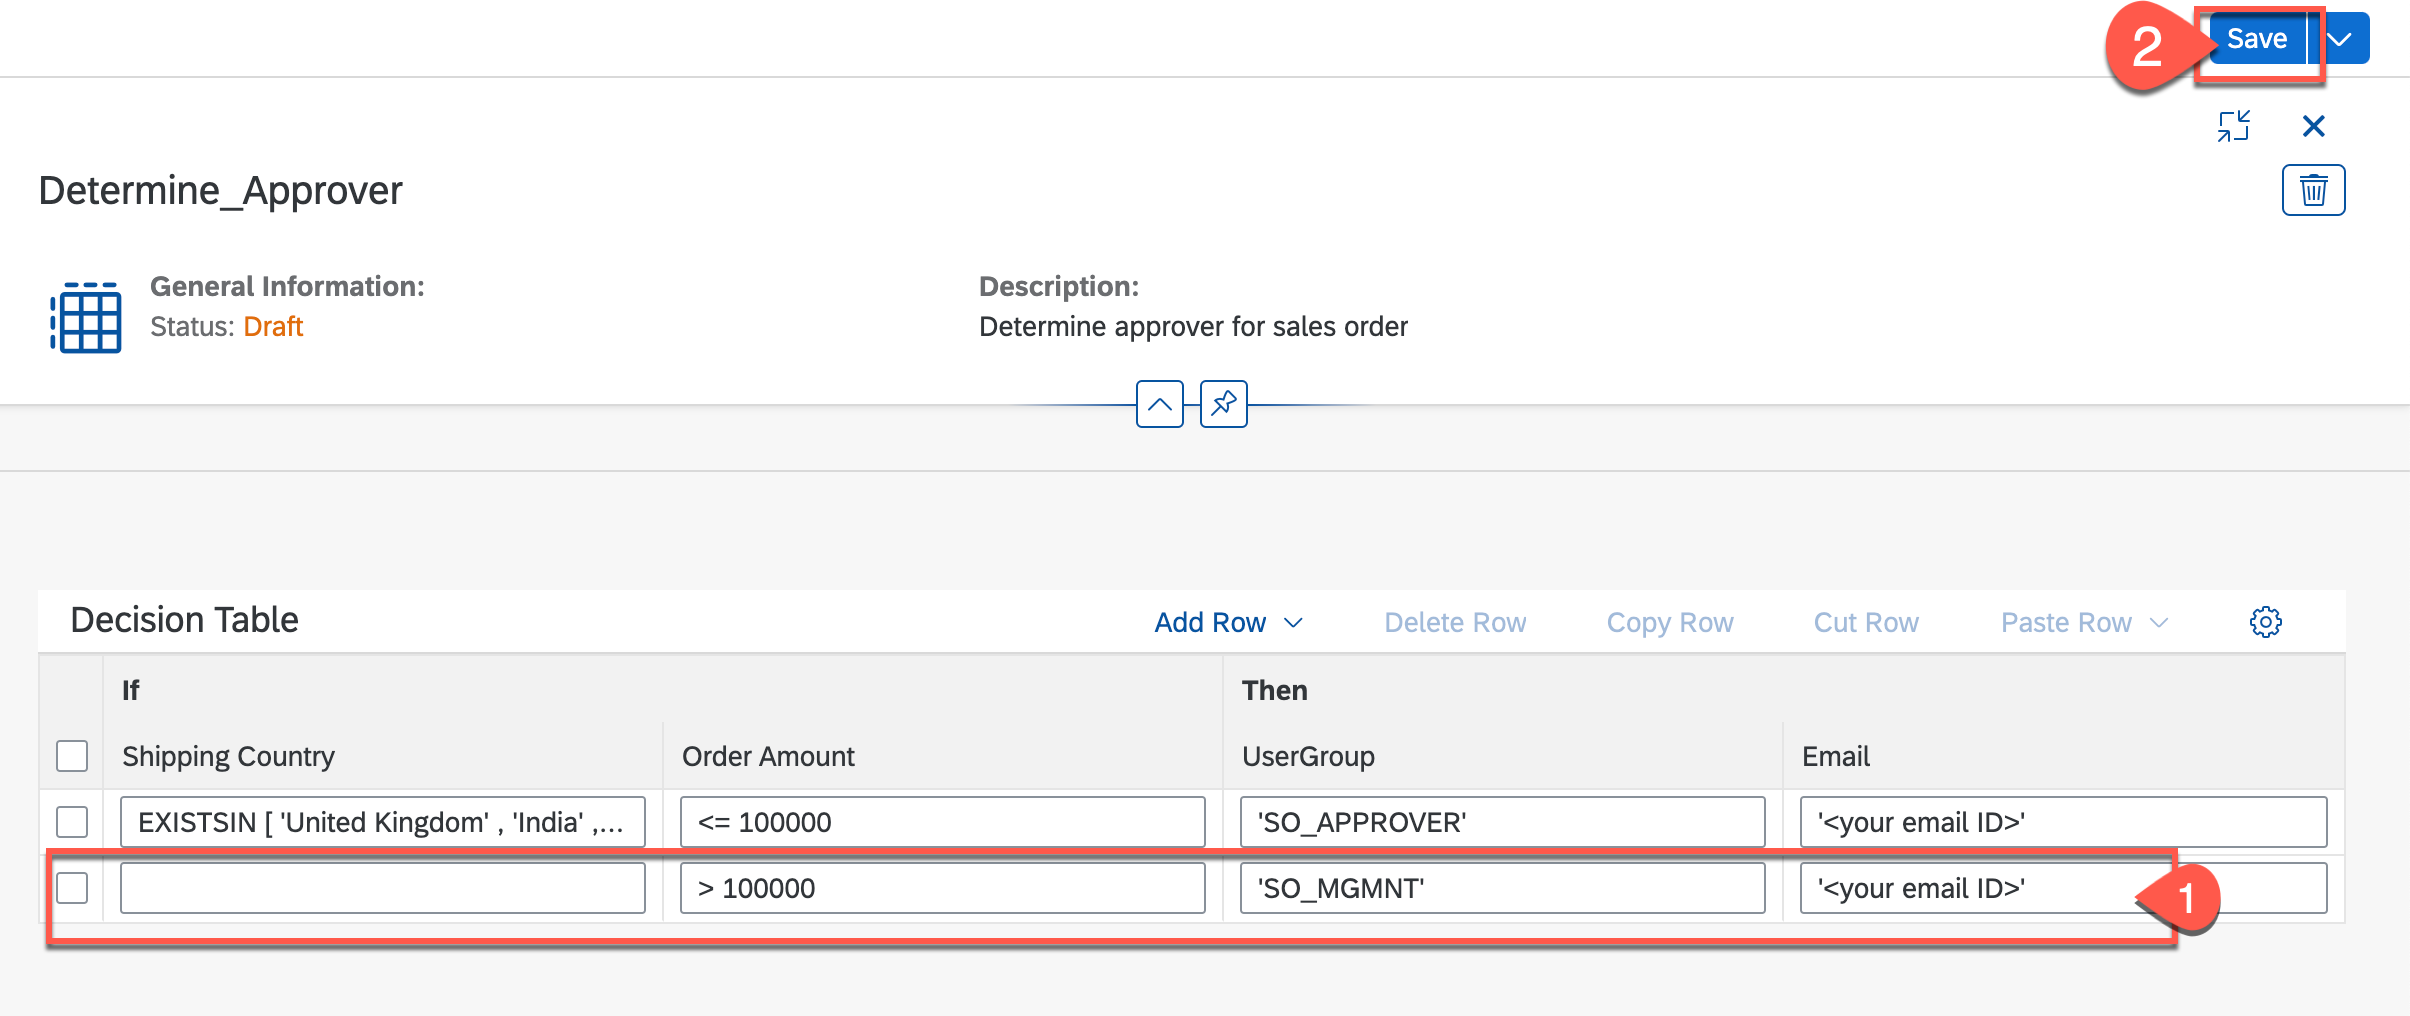 2
Save
Determine_Approver
General Information:
Status: Draft
Description:
Determine approver for sales order
Decision Table
Add Row
Delete Row
Copy Row
Cut Row
Paste Row
If
Then
Shipping Country
Order Amount
UserGroup
Email
EXISTSIN [ 'United Kingdom' , 'India' ,...
<= 100000
'SO_APPROVER'
'<your email ID>'
> 100000
'SO_MGMNT'
'<your email ID>'
1